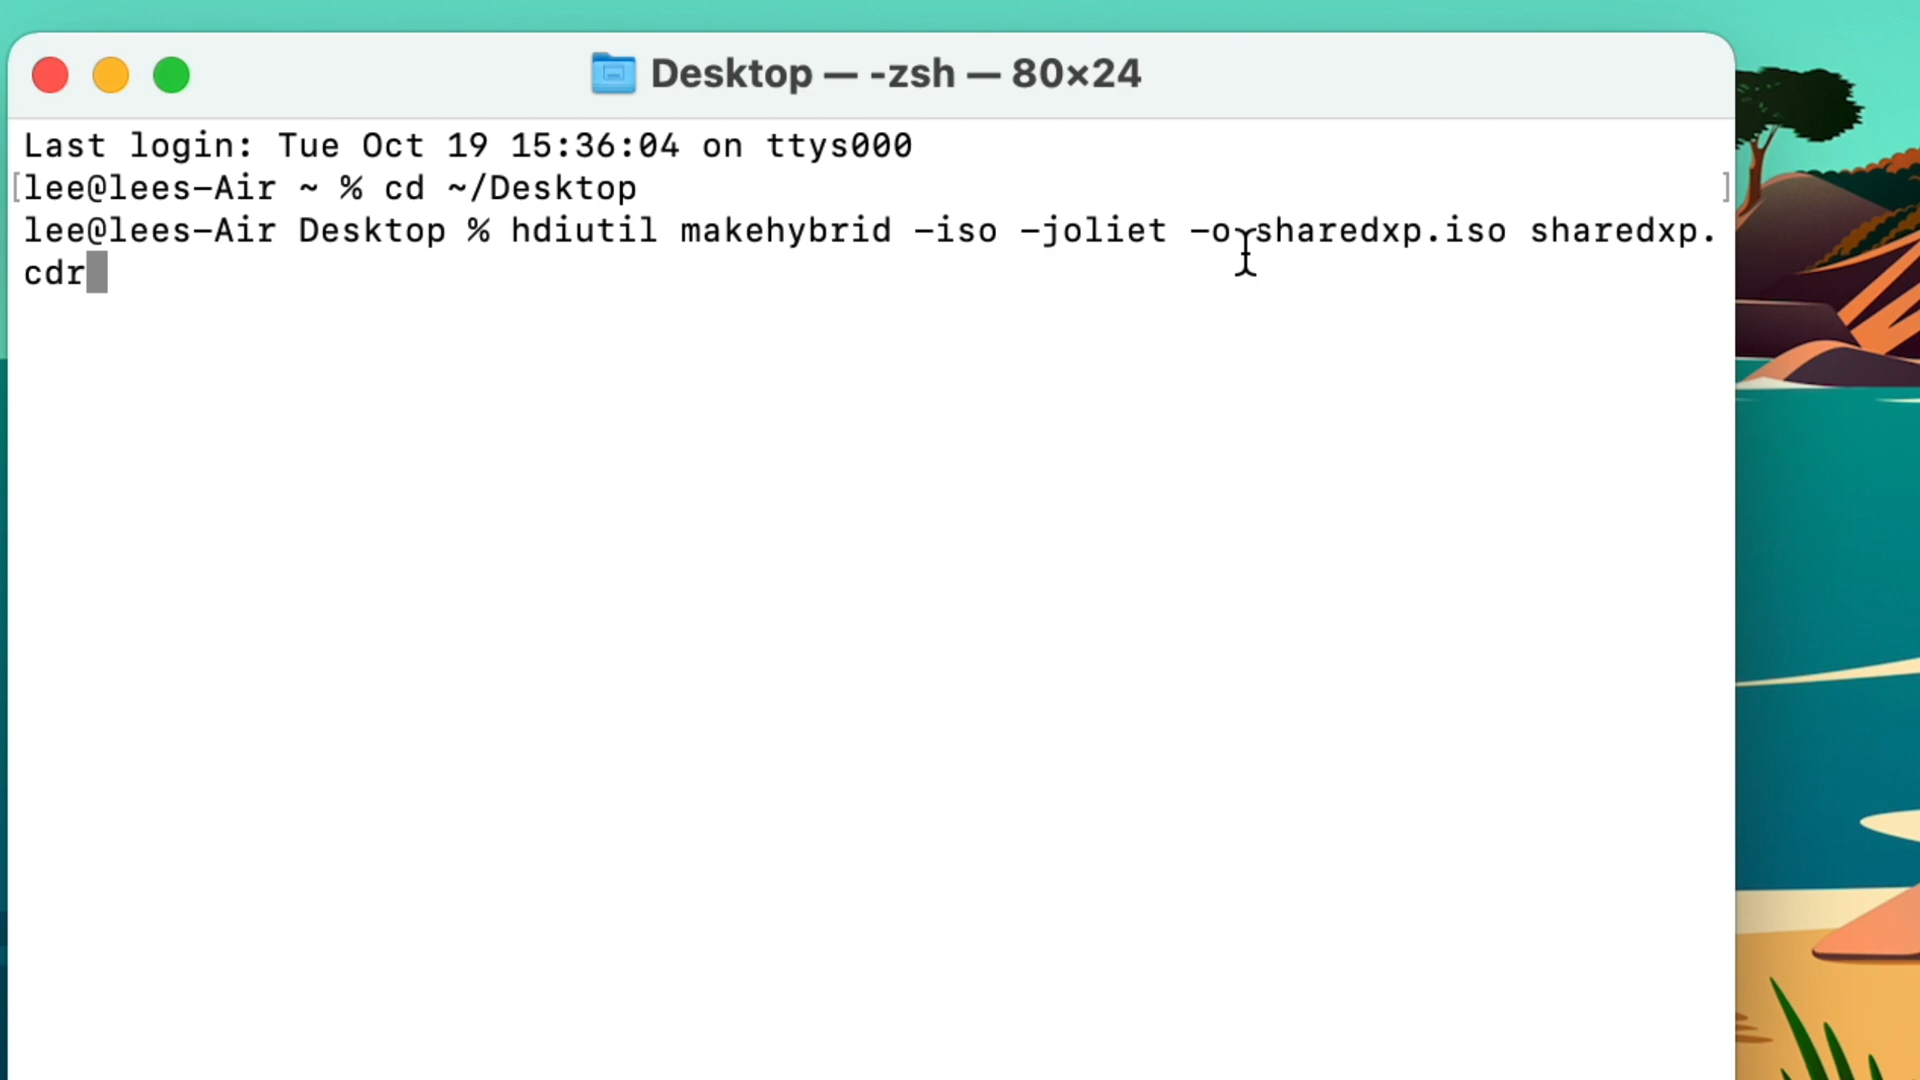 Desktop — -zsh — 80×24
Last login: Tue Oct 19 15:36:04 on ttys000
[lee@lees-Air ~ % cd ~/Desktop ]
lee@lees-Air Desktop % hdiutil makehybrid -iso -joliet -o sharedxp.iso sharedxp.
cdr